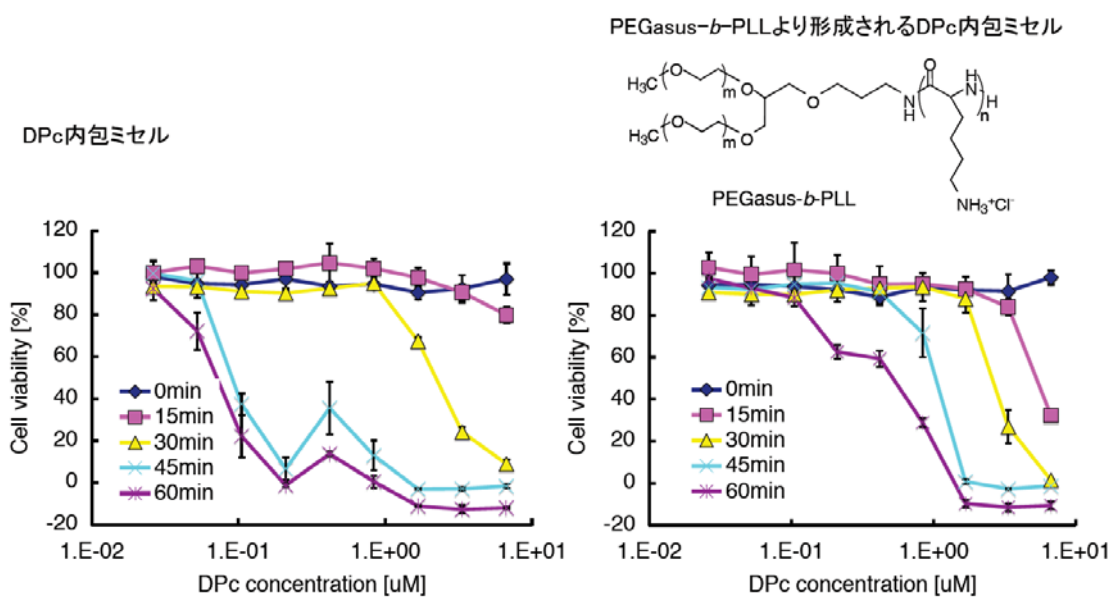 PEGasus-b-PLLより形成されるDPc内包ミセル
H₃C
O
m
O
O
N
H
O
H
N
H
n
H₃C
O
m
O
NH₃⁺Cl⁻
PEGasus-b-PLL
DPc内包ミセル
Cell viability [%]
120
100
80
60
40
20
0
-20
0min
15min
30min
45min
60min
1.E-02
1.E-01
1.E+00
1.E+01
DPc concentration [uM]
Cell viability [%]
120
100
80
60
40
20
0
-20
0min
15min
30min
45min
60min
1.E-02
1.E-01
1.E+00
1.E+01
DPc concentration [uM]